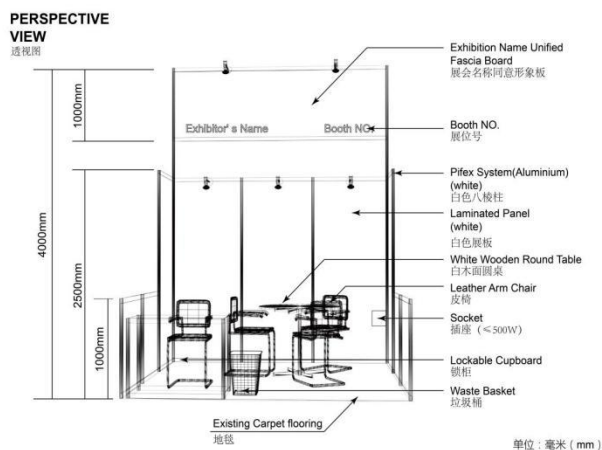 PERSPECTIVE
VIEW
透视图
Exhibition Name Unified
Fascia Board
展会名称同意形象板
1000mm
Exhibitor' s Name
Booth NO.
Booth NO.
展位号
Pifex System(Aluminium)
(white)
白色八棱柱
4000mm
2500mm
Laminated Panel
(white)
白色展板
White Wooden Round Table
白木面圆桌
Leather Arm Chair
皮椅
Socket
插座（≤500W）
1000mm
Lockable Cupboard
锁柜
Waste Basket
垃圾桶
Existing Carpet flooring
地毯
单位：毫米（mm）